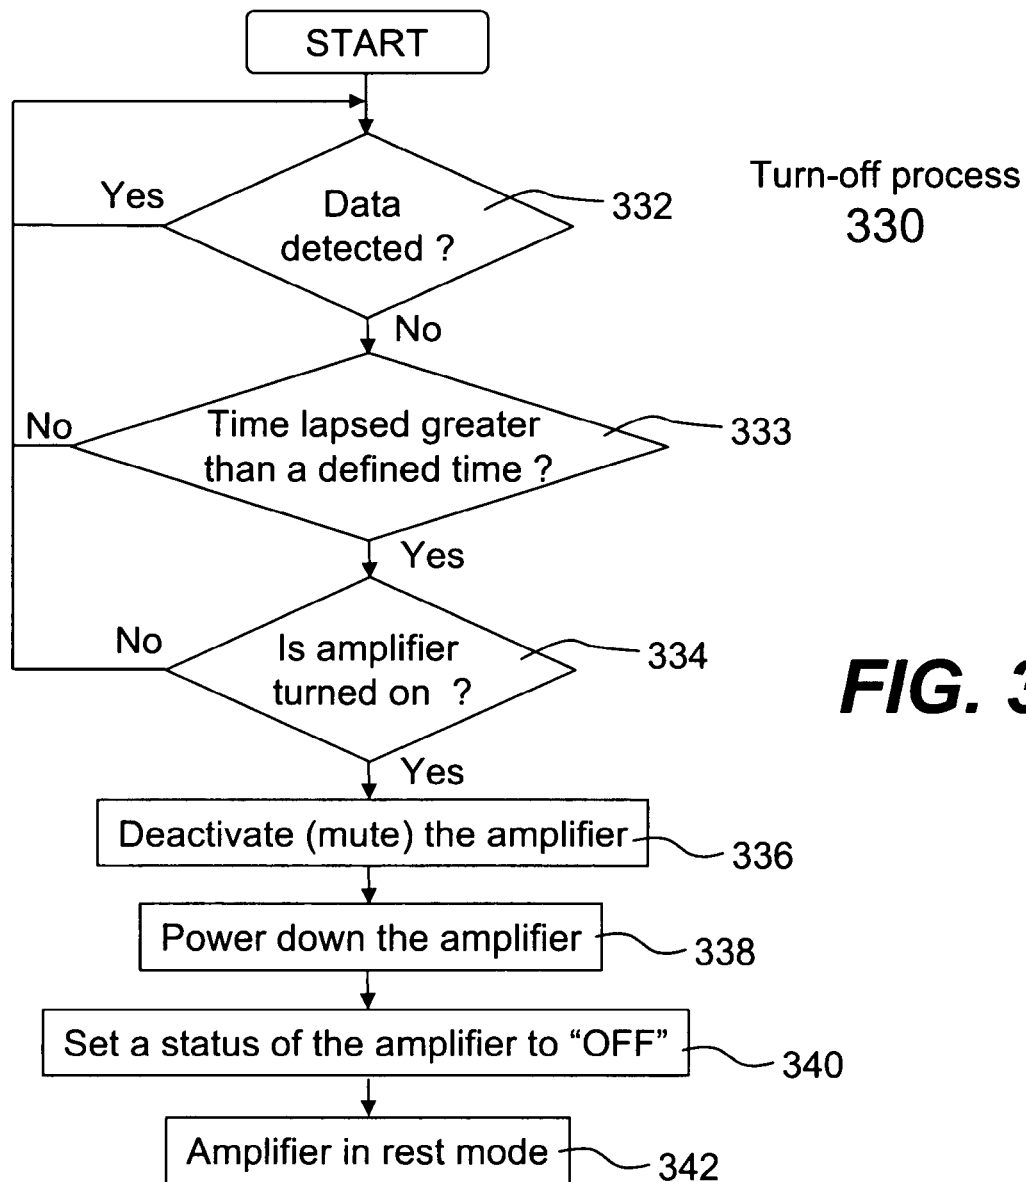 START
Yes
Data
detected ?
332
Turn-off process
330
No
No
Time lapsed greater
than a defined time ?
333
Yes
No
Is amplifier
turned on ?
334
FIG. 3
Yes
Deactivate (mute) the amplifier
336
Power down the amplifier
338
Set a status of the amplifier to “OFF”
340
Amplifier in rest mode
342